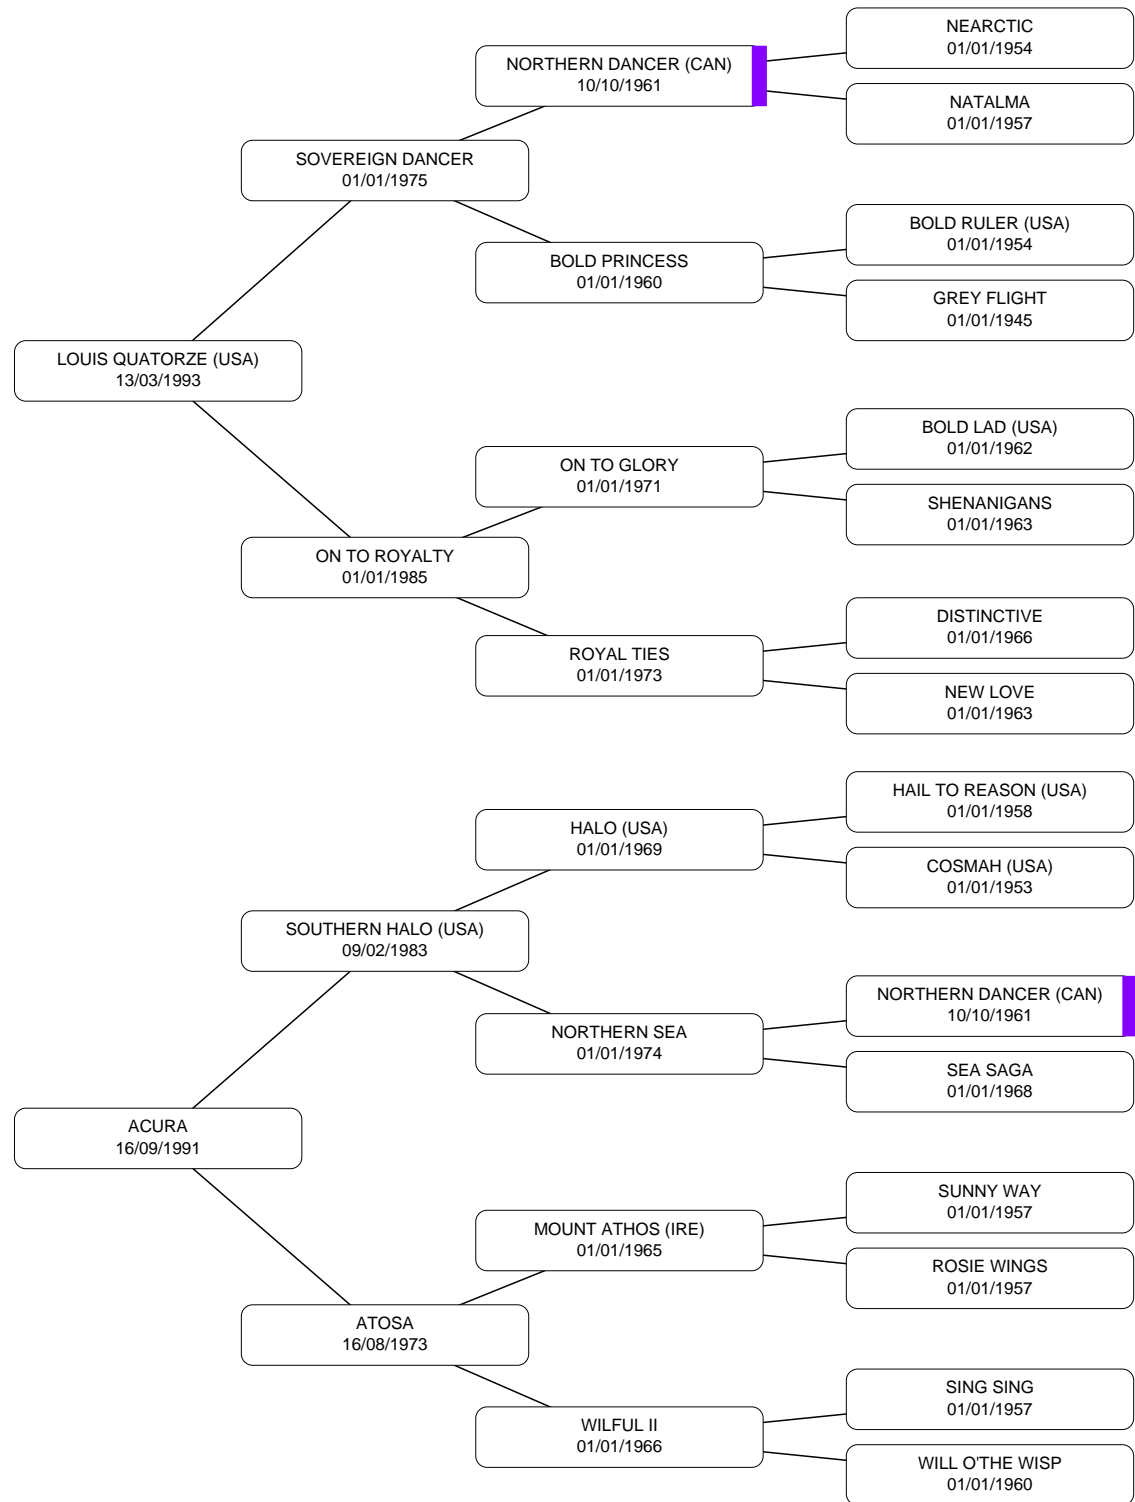 NEARCTIC
01/01/1954
NORTHERN DANCER (CAN)
10/10/1961
NATALMA
01/01/1957
SOVEREIGN DANCER
01/01/1975
BOLD RULER (USA)
01/01/1954
BOLD PRINCESS
01/01/1960
GREY FLIGHT
01/01/1945
LOUIS QUATORZE (USA)
13/03/1993
BOLD LAD (USA)
01/01/1962
ON TO GLORY
01/01/1971
SHENANIGANS
01/01/1963
ON TO ROYALTY
01/01/1985
DISTINCTIVE
01/01/1966
ROYAL TIES
01/01/1973
NEW LOVE
01/01/1963
HAIL TO REASON (USA)
01/01/1958
HALO (USA)
01/01/1969
COSMAH (USA)
01/01/1953
SOUTHERN HALO (USA)
09/02/1983
NORTHERN DANCER (CAN)
10/10/1961
NORTHERN SEA
01/01/1974
SEA SAGA
01/01/1968
ACURA
16/09/1991
SUNNY WAY
01/01/1957
MOUNT ATHOS (IRE)
01/01/1965
ROSIE WINGS
01/01/1957
ATOSA
16/08/1973
SING SING
01/01/1957
WILFUL II
01/01/1966
WILL O'THE WISP
01/01/1960